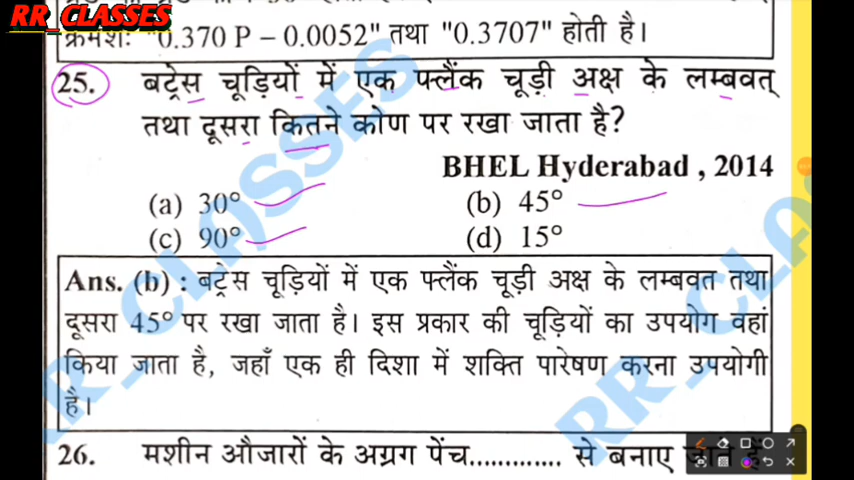 RR_CLASSES
क्रमशः "0.370 P – 0.0052" तथा "0.3707" होती है।
25. बट्रेस चूड़ियों में एक फ्लैंक चूड़ी अक्ष के लम्बवत्
तथा दूसरा कितने कोण पर रखा जाता है?
BHEL Hyderabad , 2014
(a) 30° (b) 45°
(c) 90° (d) 15°
Ans. (b) : बट्रेस चूड़ियों में एक फ्लैंक चूड़ी अक्ष के लम्बवत तथा
दूसरा 45° पर रखा जाता है। इस प्रकार की चूड़ियों का उपयोग वहां
किया जाता है, जहाँ एक ही दिशा में शक्ति पारेषण करना उपयोगी
है।
26. मशीन औजारों के अग्रग पेंच............. से बनाए जाते हैं
RR_CLASSES